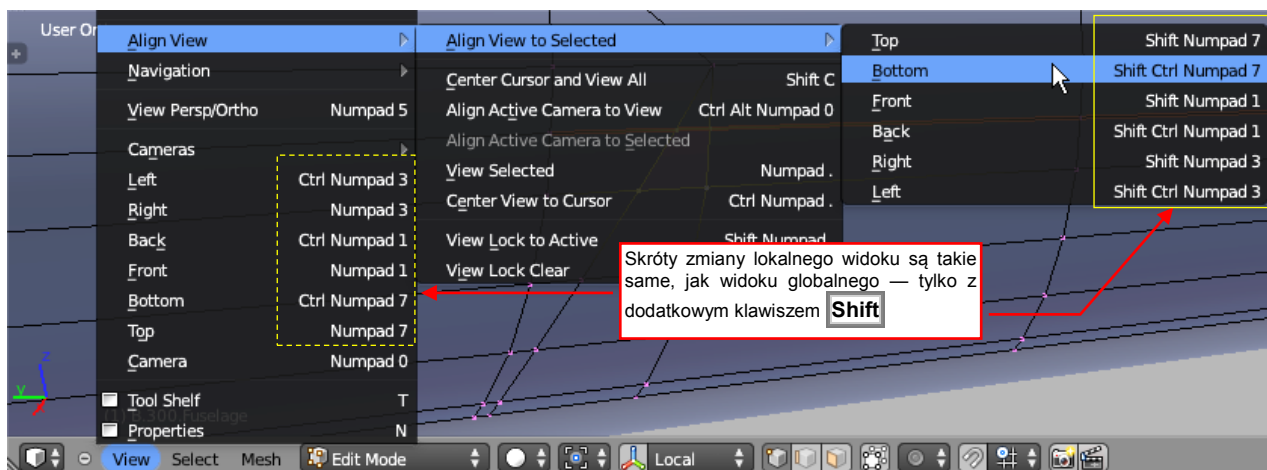 User Or
Align View
Navigation
View Persp/Ortho Numpad 5
Cameras
Left Ctrl Numpad 3
Right Numpad 3
Back Ctrl Numpad 1
Front Numpad 1
Bottom Ctrl Numpad 7
Top Numpad 7
Camera Numpad 0
Tool Shelf T
(1) B.300.Fuselage
Properties N
Align View to Selected
Center Cursor and View All Shift C
Align Active Camera to View Ctrl Alt Numpad 0
Align Active Camera to Selected
View Selected Numpad .
Center View to Cursor Ctrl Numpad .
View Lock to Active Shift Numpad
View Lock Clear
Top Shift Numpad 7
Bottom Shift Ctrl Numpad 7
Front Shift Numpad 1
Back Shift Ctrl Numpad 1
Right Shift Numpad 3
Left Shift Ctrl Numpad 3
Skróty zmiany lokalnego widoku są takie
same, jak widoku globalnego — tylko z
dodatkowym klawiszem Shift
z
y
x
View Select Mesh Edit Mode Local